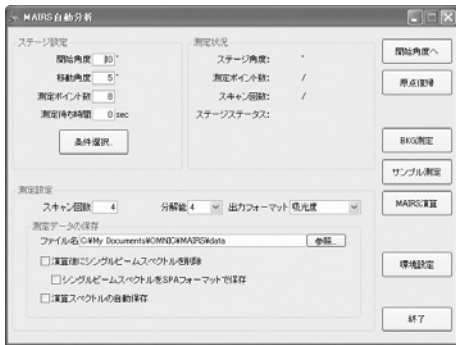 MAIRS自動分析
ステージ設定
開始角度 0 °
移動角度 5 °
測定ポイント数 8
測定待ち時間 0 sec
条件選択..
測定状況
ステージ角度: °
測定ポイント数: /
スキャン回数: /
ステージステータス:
測定設定
スキャン回数 4 分解能 4 出力フォーマット 吸光度
測定データの保存
ファイル名 C:¥My Documents¥OMNIC¥MAIRS¥data 参照...
演算後にシングルビームスペクトルを削除
シングルビームスペクトルをSPAフォーマットで保存
演算スペクトルの自動保存
開始角度へ
原点復帰
BKG測定
サンプル測定
MAIRS演算
環境設定
終了